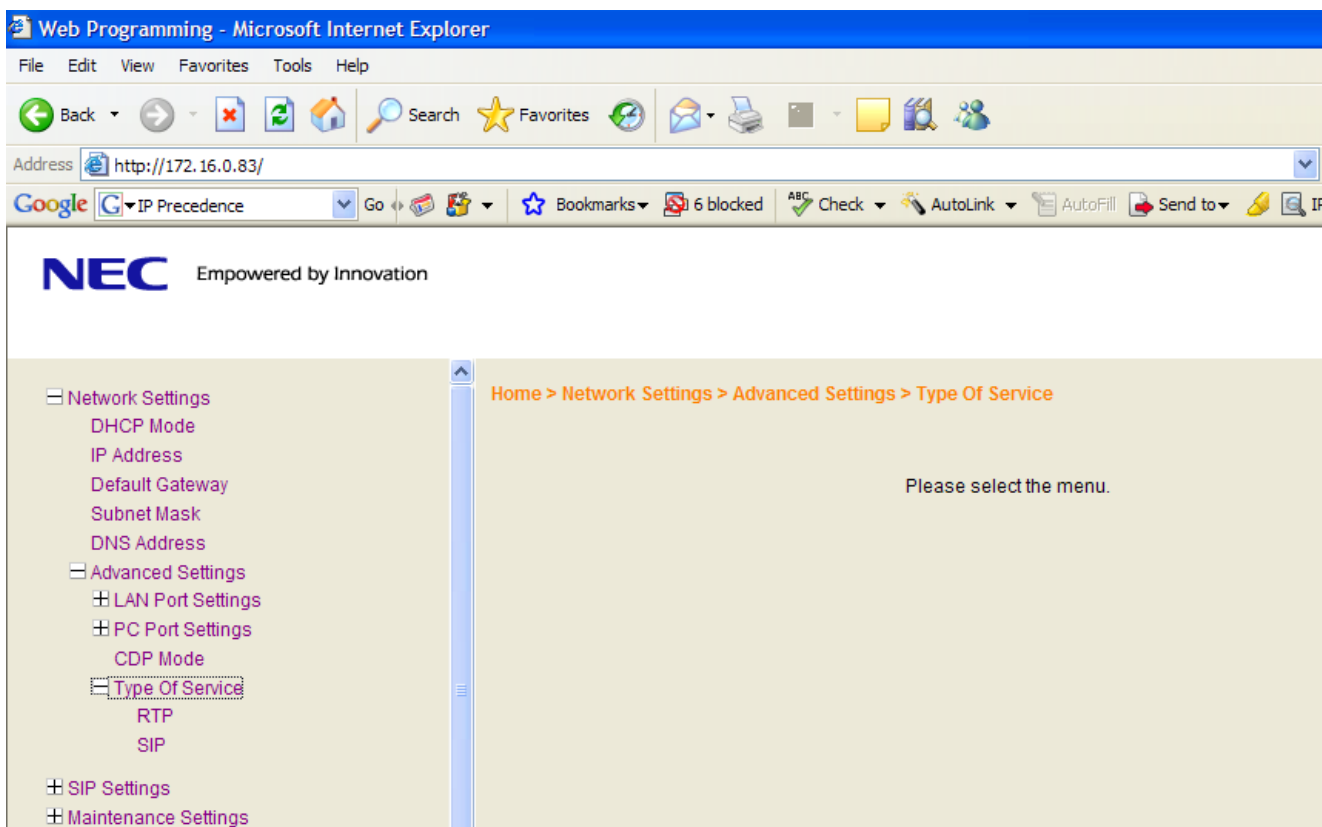 Web Programming - Microsoft Internet Explorer
File Edit View Favorites Tools Help
Back Search Favorites
Address http://172.16.0.83/
Google G IP Precedence Go Bookmarks 6 blocked ABC Check AutoLink AutoFill Send to
NEC Empowered by Innovation
Home > Network Settings > Advanced Settings > Type Of Service
Please select the menu.
Network Settings
DHCP Mode
IP Address
Default Gateway
Subnet Mask
DNS Address
Advanced Settings
LAN Port Settings
PC Port Settings
CDP Mode
Type Of Service
RTP
SIP
SIP Settings
Maintenance Settings